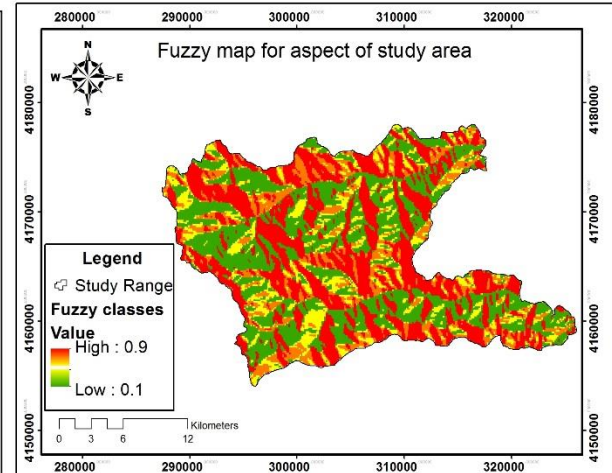 280000 290000 300000 310000 320000
Fuzzy map for aspect of study area
N
W E
S
4180000 4180000
4170000 4170000
4160000 4160000
4150000 4150000
Legend
Study Range
Fuzzy classes
Value
High : 0.9
Low : 0.1
Kilometers
0 3 6 12
280000 290000 300000 310000 320000